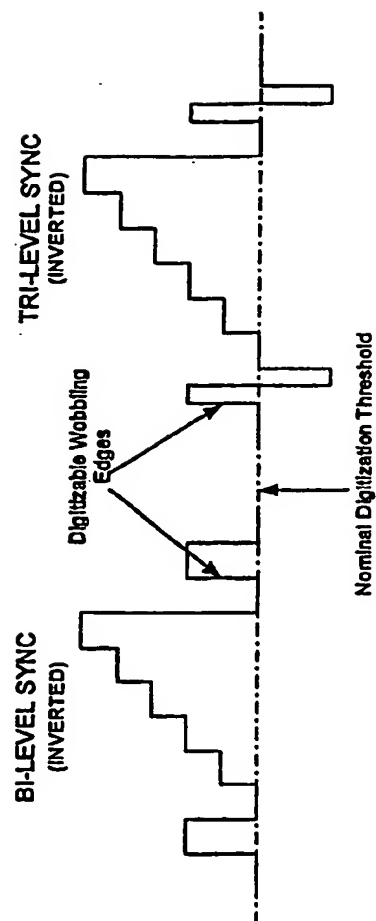 BI-LEVEL SYNC
(INVERTED)
Digitizable Wobbling
Edges
TRI-LEVEL SYNC
(INVERTED)
Nominal Digitization Threshold